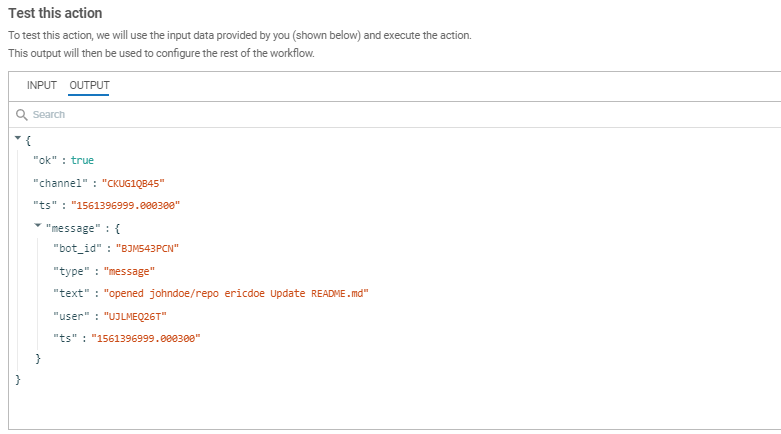 Test this action
To test this action, we will use the input data provided by you (shown below) and execute the action.
This output will then be used to configure the rest of the workflow.
INPUT OUTPUT
Search
{
"ok" : true
"channel" : "CKUG1QB45"
"ts" : "1561396999.000300"
"message" : {
"bot_id" : "BJM543PCN"
"type" : "message"
"text" : "opened johndoe/repo ericdoe Update README.md"
"user" : "UJLMEQ26T"
"ts" : "1561396999.000300"
}
}